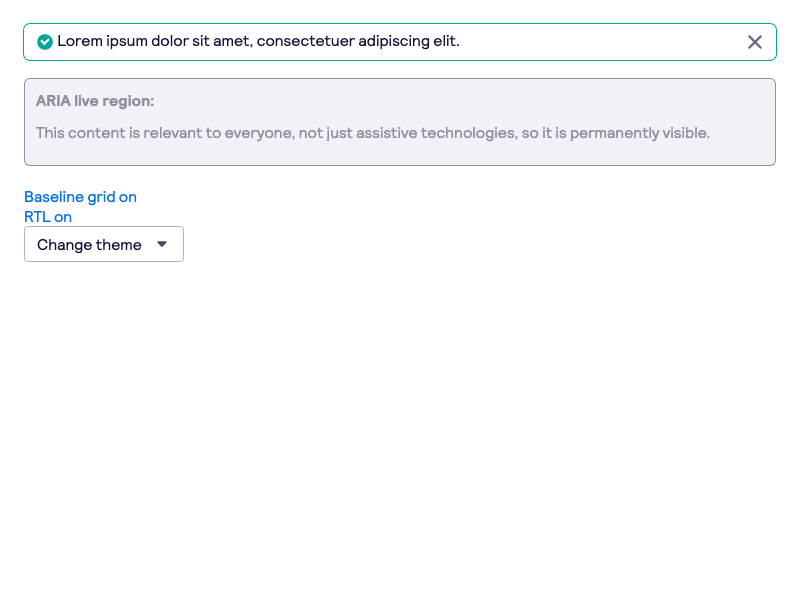 Lorem ipsum dolor sit amet, consectetuer adipiscing elit.
ARIA live region:
This content is relevant to everyone, not just assistive technologies, so it is permanently visible.
Baseline grid on
RTL on
Change theme